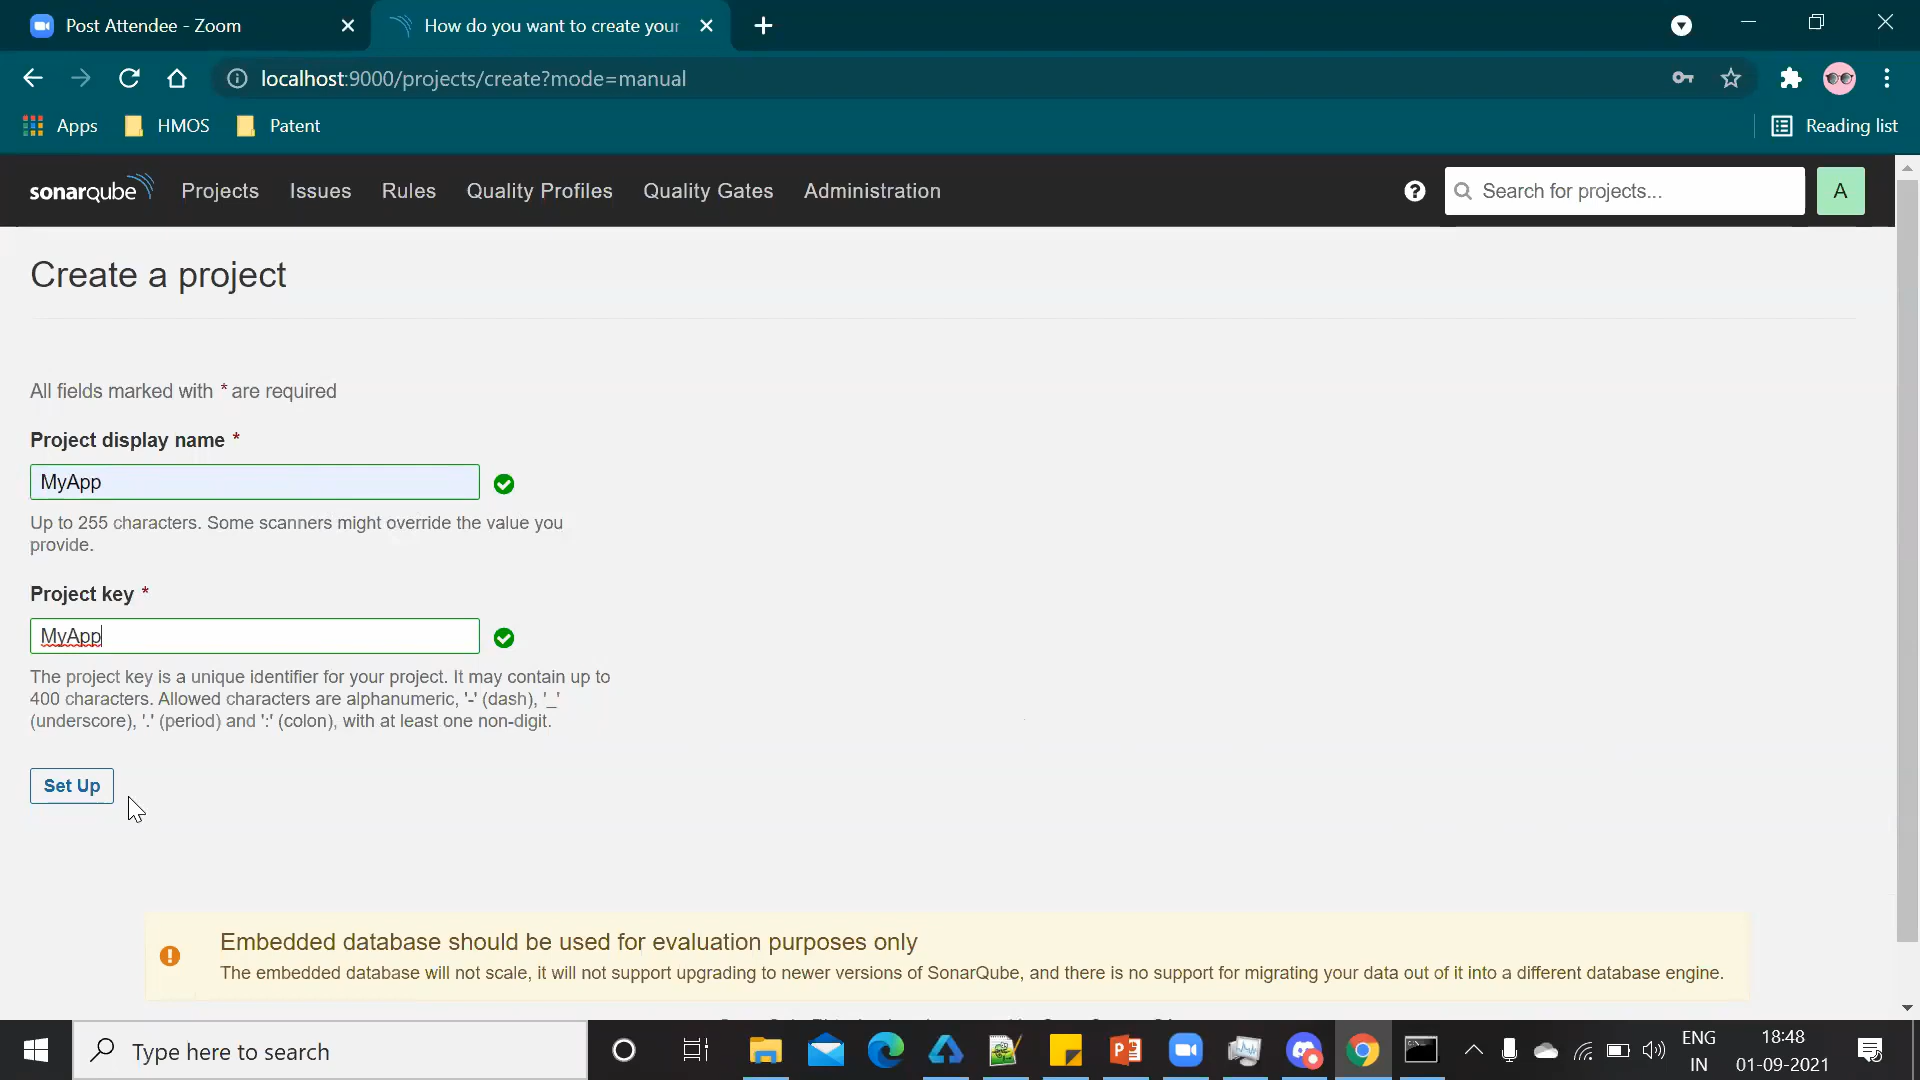 Post Attendee - Zoom
How do you want to create your
localhost:9000/projects/create?mode=manual
Apps
HMOS
Patent
Reading list
sonarqube
Projects
Issues
Rules
Quality Profiles
Quality Gates
Administration
Search for projects...
A
Create a project
All fields marked with * are required
Project display name *
MyApp
Up to 255 characters. Some scanners might override the value you
provide.
Project key *
MyApp
The project key is a unique identifier for your project. It may contain up to
400 characters. Allowed characters are alphanumeric, '-' (dash), '_'
(underscore), '.' (period) and ':' (colon), with at least one non-digit.
Set Up
Embedded database should be used for evaluation purposes only
The embedded database will not scale, it will not support upgrading to newer versions of SonarQube, and there is no support for migrating your data out of it into a different database engine.
Type here to search
ENG
IN
18:48
01-09-2021